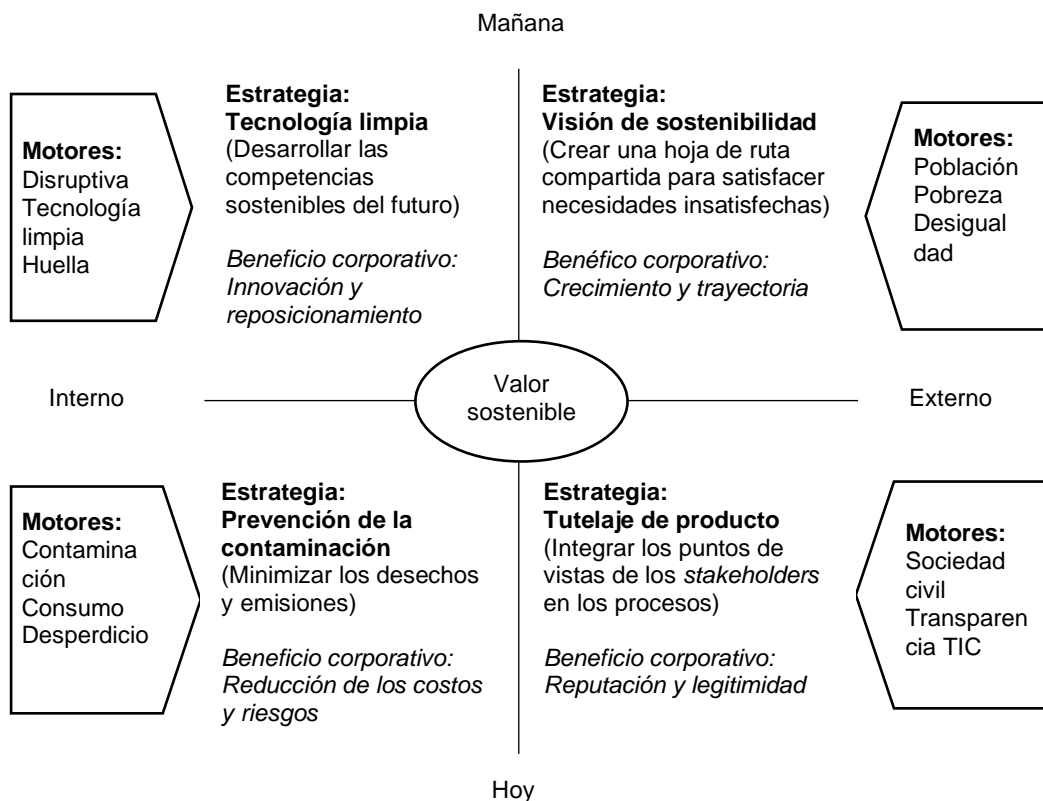 Mañana
Motores:
Disruptiva
Tecnología
limpia
Huella
Estrategia:
Tecnología limpia
(Desarrollar las
competencias
sostenibles del futuro)
Beneficio corporativo:
Innovación y
reposicionamiento
Estrategia:
Visión de sostenibilidad
(Crear una hoja de ruta
compartida para satisfacer
necesidades insatisfechas)
Benéfico corporativo:
Crecimiento y trayectoria
Motores:
Población
Pobreza
Desigual
dad
Interno
Valor
sostenible
Externo
Motores:
Contamina
ción
Consumo
Desperdicio
Estrategia:
Prevención de la
contaminación
(Minimizar los desechos
y emisiones)
Beneficio corporativo:
Reducción de los costos
y riesgos
Estrategia:
Tutelaje de producto
(Integrar los puntos de
vistas de los stakeholders
en los procesos)
Beneficio corporativo:
Reputación y legitimidad
Motores:
Sociedad
civil
Transparen
cia TIC
Hoy